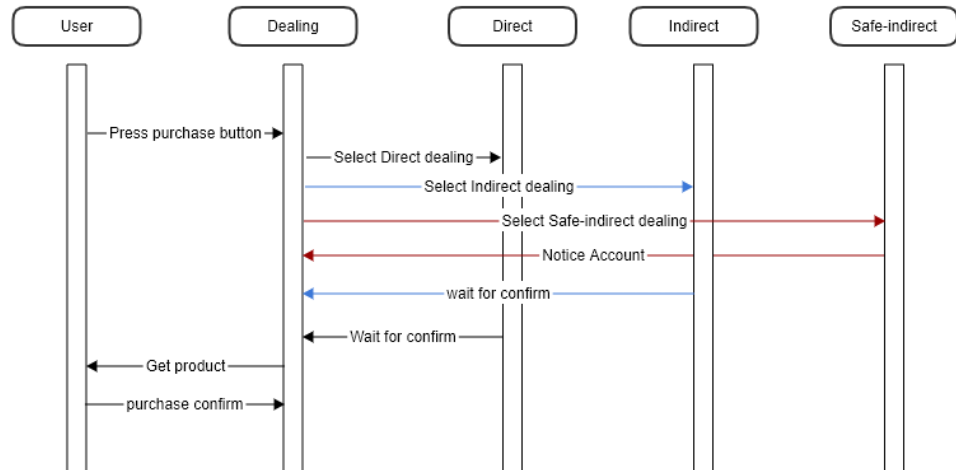 User
Dealing
Direct
Indirect
Safe-indirect
Press purchase button
Select Direct dealing
Select Indirect dealing
Select Safe-indirect dealing
Notice Account
wait for confirm
Wait for confirm
Get product
purchase confirm